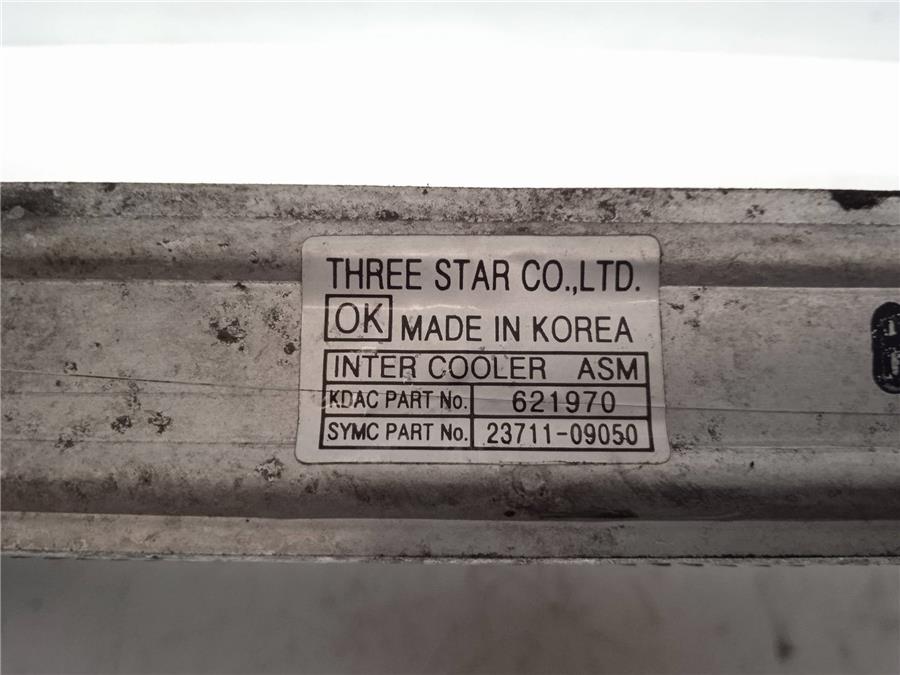 THREE STAR CO.,LTD.
OK MADE IN KOREA
INTER COOLER ASM
KDAC PART No. 621970
SYMC PART No. 23711-09050